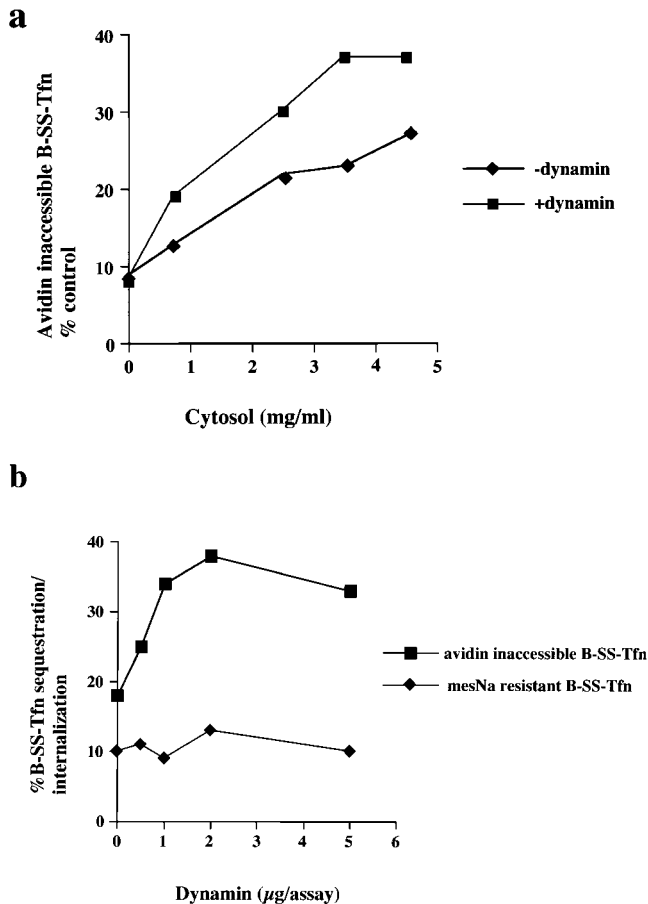 a
Avidin inaccessible B-SS-Tfn
% control
40
30
20
10
0
0 1 2 3 4 5
Cytosol (mg/ml)
-dynamin
+dynamin
b
%B-SS-Tfn sequestration/
internalization
40
30
20
10
0
0 1 2 3 4 5 6
Dynamin (µg/assay)
avidin inaccessible B-SS-Tfn
mesNa resistant B-SS-Tfn